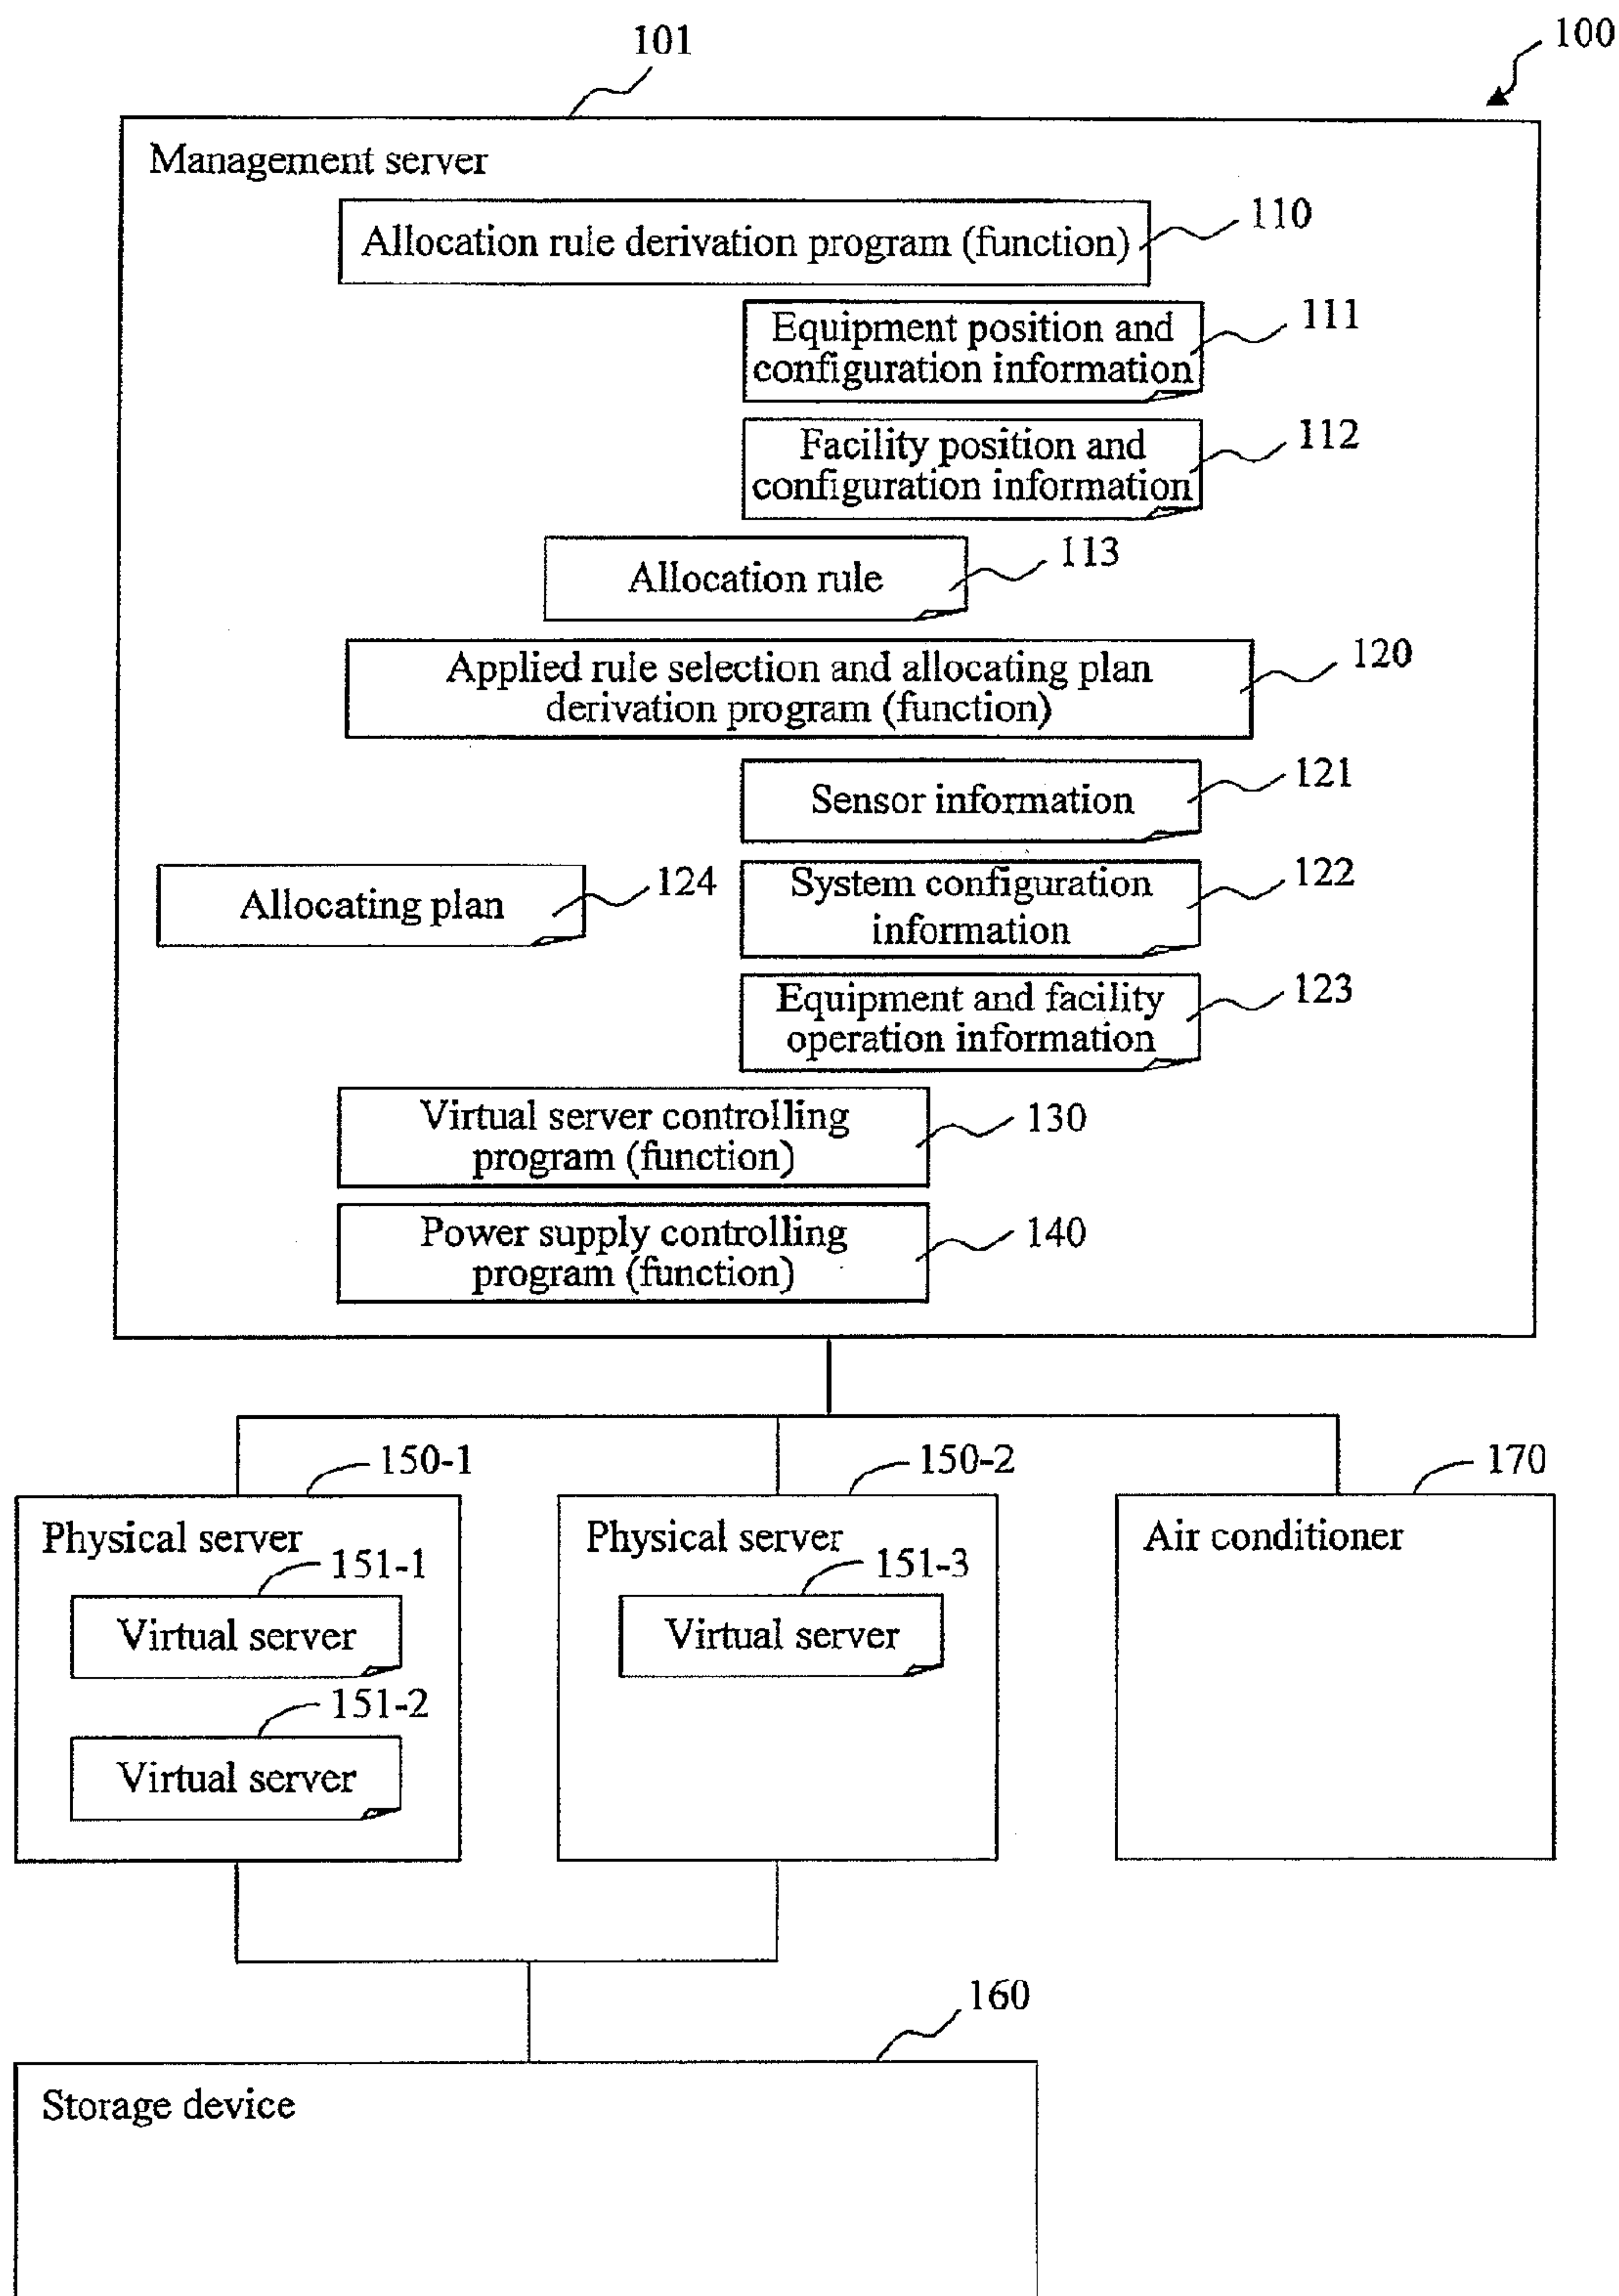 100
101
Management server
Allocation rule derivation program (function)
110
Equipment position and
configuration information
111
Facility position and
configuration information
112
Allocation rule
113
Applied rule selection and allocating plan
derivation program (function)
120
Sensor information
121
Allocating plan
124
System configuration
information
122
Equipment and facility
operation information
123
Virtual server controlling
program (function)
130
Power supply controlling
program (function)
140
150-1
Physical server
151-1
Virtual server
151-2
Virtual server
150-2
Physical server
151-3
Virtual server
170
Air conditioner
160
Storage device